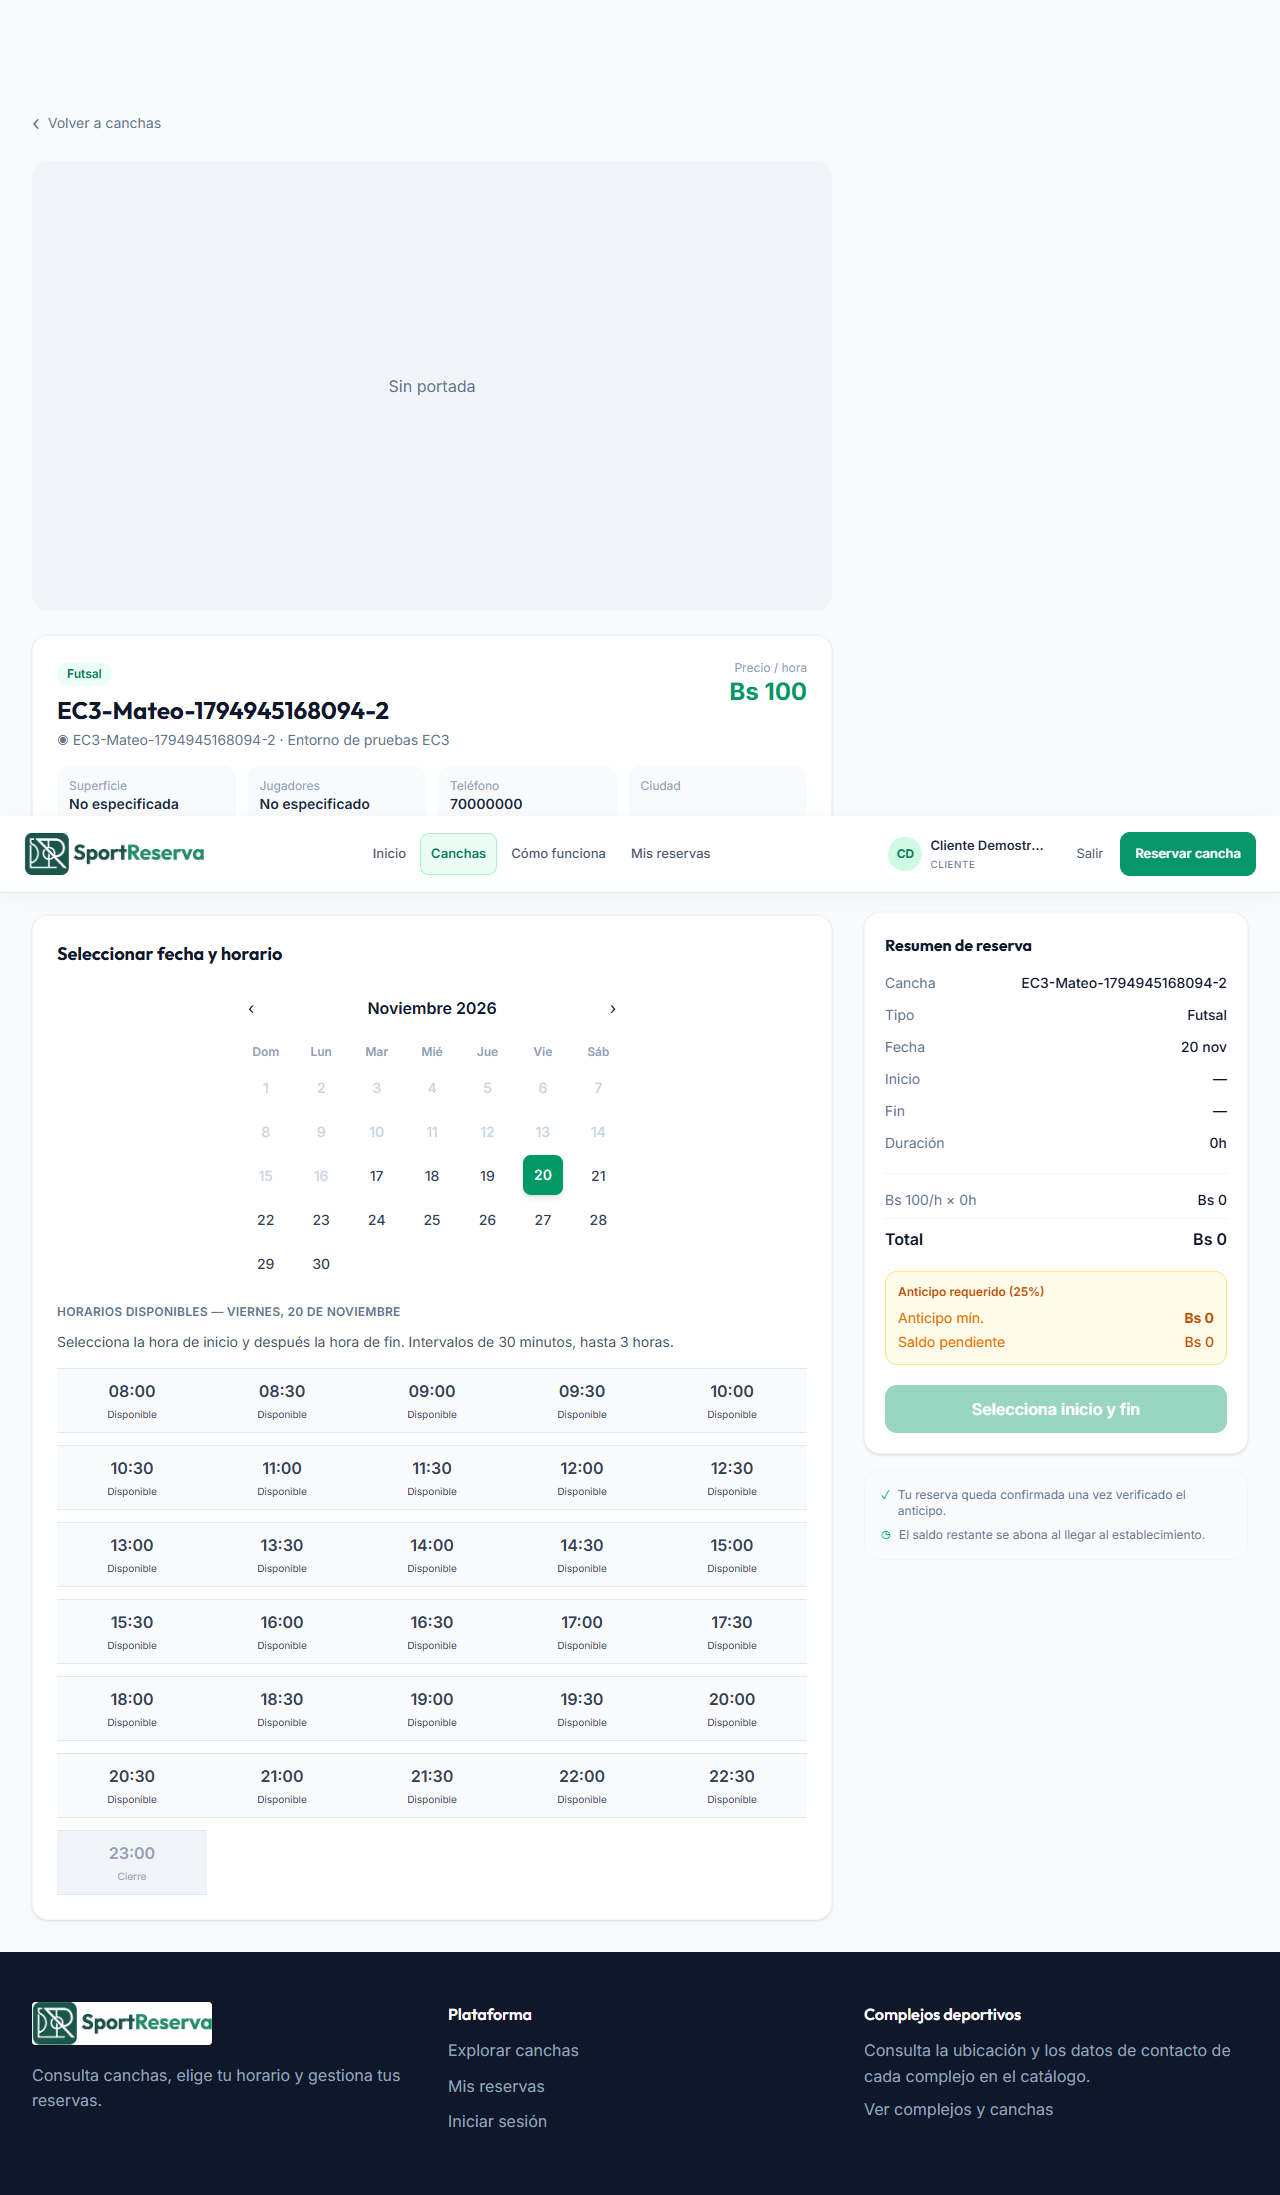 ‹ Volver a canchas
Sin portada
Futsal
Precio / hora
EC3-Mateo-1794945168094-2
Bs 100
◉ EC3-Mateo-1794945168094-2 · Entorno de pruebas EC3
Superficie
No especificada
Jugadores
No especificado
Teléfono
70000000
Ciudad
SportReserva
Inicio
Canchas
Cómo funciona
Mis reservas
CD
Cliente Demostr...
CLIENTE
Salir
Reservar cancha
Seleccionar fecha y horario
‹ Noviembre 2026 ›
Dom Lun Mar Mié Jue Vie Sáb
1 2 3 4 5 6 7
8 9 10 11 12 13 14
15 16 17 18 19 20 21
22 23 24 25 26 27 28
29 30
HORARIOS DISPONIBLES — VIERNES, 20 DE NOVIEMBRE
Selecciona la hora de inicio y después la hora de fin. Intervalos de 30 minutos, hasta 3 horas.
08:00 08:30 09:00 09:30 10:00
Disponible Disponible Disponible Disponible Disponible
10:30 11:00 11:30 12:00 12:30
Disponible Disponible Disponible Disponible Disponible
13:00 13:30 14:00 14:30 15:00
Disponible Disponible Disponible Disponible Disponible
15:30 16:00 16:30 17:00 17:30
Disponible Disponible Disponible Disponible Disponible
18:00 18:30 19:00 19:30 20:00
Disponible Disponible Disponible Disponible Disponible
20:30 21:00 21:30 22:00 22:30
Disponible Disponible Disponible Disponible Disponible
23:00
Cierre
Resumen de reserva
Cancha EC3-Mateo-1794945168094-2
Tipo Futsal
Fecha 20 nov
Inicio —
Fin —
Duración 0h
Bs 100/h × 0h Bs 0
Total Bs 0
Anticipo requerido (25%)
Anticipo mín. Bs 0
Saldo pendiente Bs 0
Selecciona inicio y fin
✓ Tu reserva queda confirmada una vez verificado el
anticipo.
◷ El saldo restante se abona al llegar al establecimiento.
SportReserva
Consulta canchas, elige tu horario y gestiona tus
reservas.
Plataforma
Explorar canchas
Mis reservas
Iniciar sesión
Complejos deportivos
Consulta la ubicación y los datos de contacto de
cada complejo en el catálogo.
Ver complejos y canchas